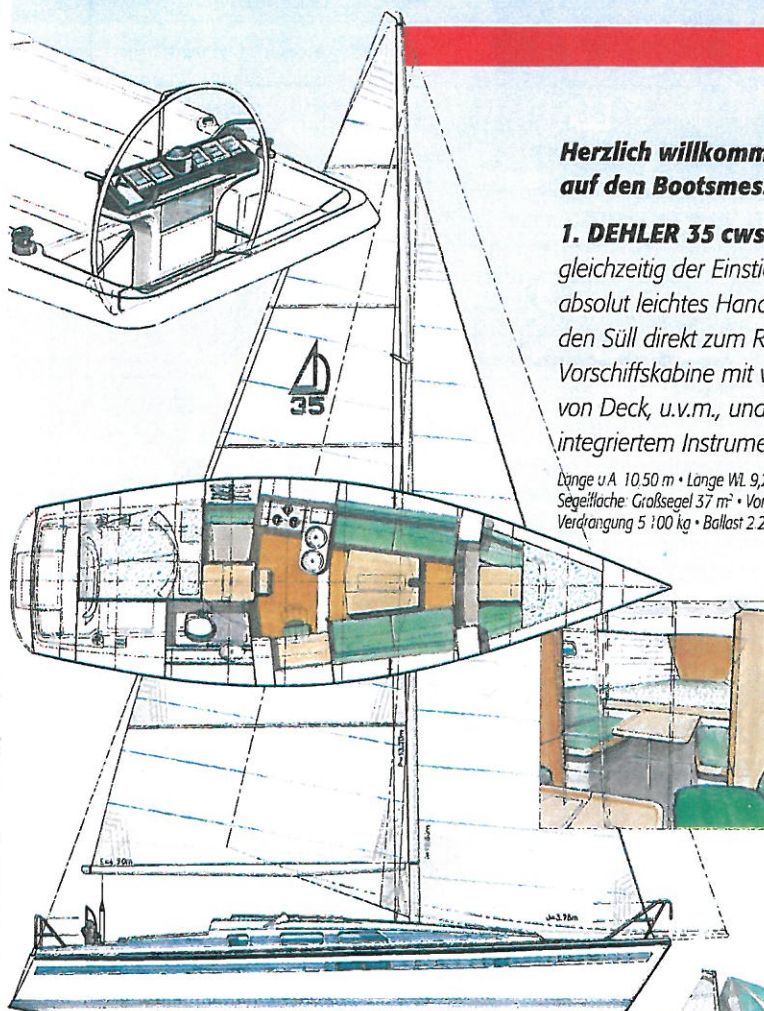 Herzlich willkomm
auf den Bootsmes
1. DEHLER 35 cws
gleichzeitig der Einstie
absolut leichtes Hand
den Süll direkt zum R
Vorschiffskabine mit v
von Deck, u.v.m., und
integriertem Instrume
Länge ü A 10,50 m • Länge WL 9,2
Segelfläche: Großsegel 37 m² • Vor
Verdrängung 5 100 kg • Ballast 2 2
35